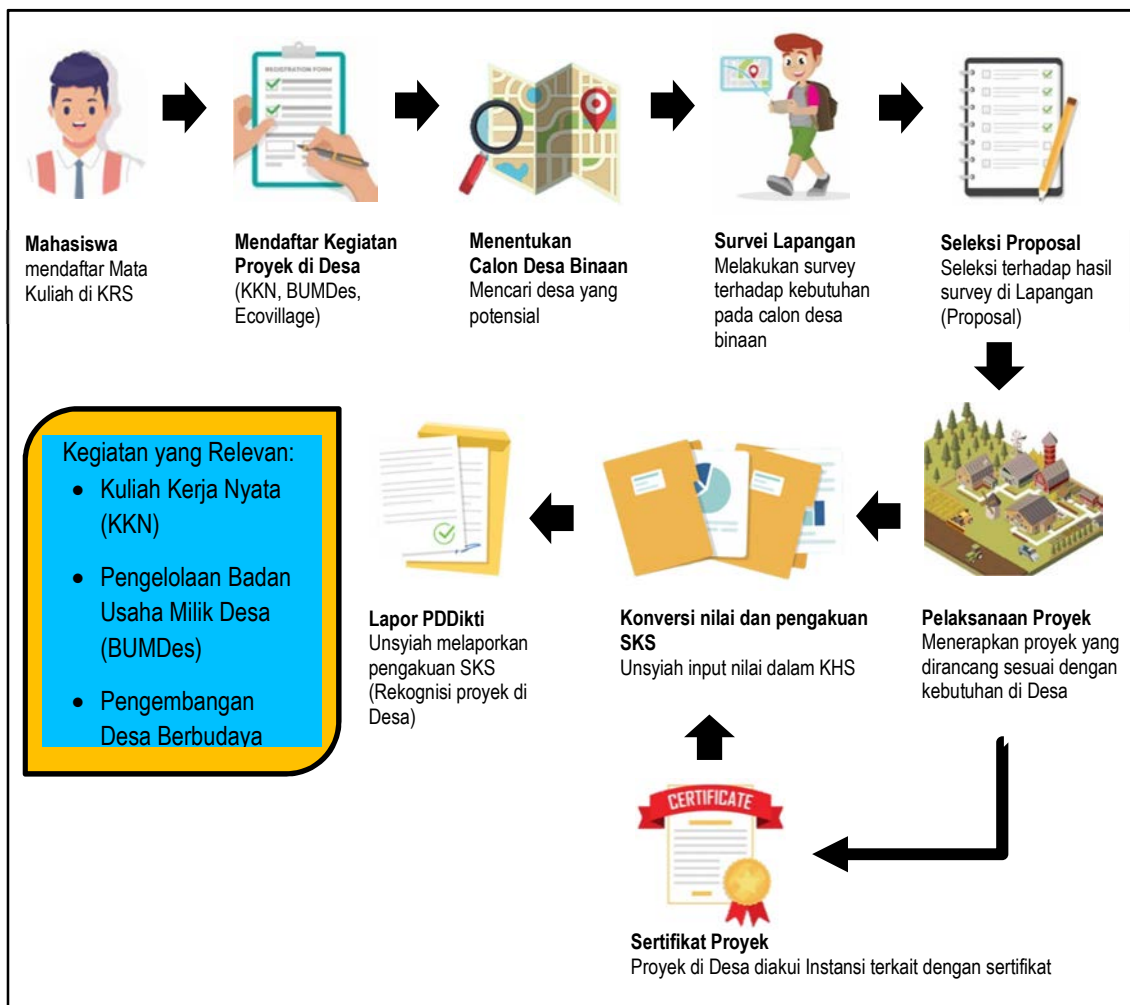 REGISTRATION FORM
Mahasiswa
mendaftar Mata
Kuliah di KRS
Mendaftar Kegiatan
Proyek di Desa
(KKN, BUMDes,
Ecovillage)
Menentukan
Calon Desa Binaan
Mencari desa yang
potensial
Survei Lapangan
Melakukan survey
terhadap kebutuhan
pada calon desa
binaan
Seleksi Proposal
Seleksi terhadap hasil
survey di Lapangan
(Proposal)
Kegiatan yang Relevan:
• Kuliah Kerja Nyata
(KKN)
• Pengelolaan Badan
Usaha Milik Desa
(BUMDes)
• Pengembangan
Desa Berbudaya
Lapor PDDikti
Unsyiah melaporkan
pengakuan SKS
(Rekognisi proyek di
Desa)
Konversi nilai dan pengakuan
SKS
Unsyiah input nilai dalam KHS
Pelaksanaan Proyek
Menerapkan proyek yang
dirancang sesuai dengan
kebutuhan di Desa
CERTIFICATE
Sertifikat Proyek
Proyek di Desa diakui Instansi terkait dengan sertifikat